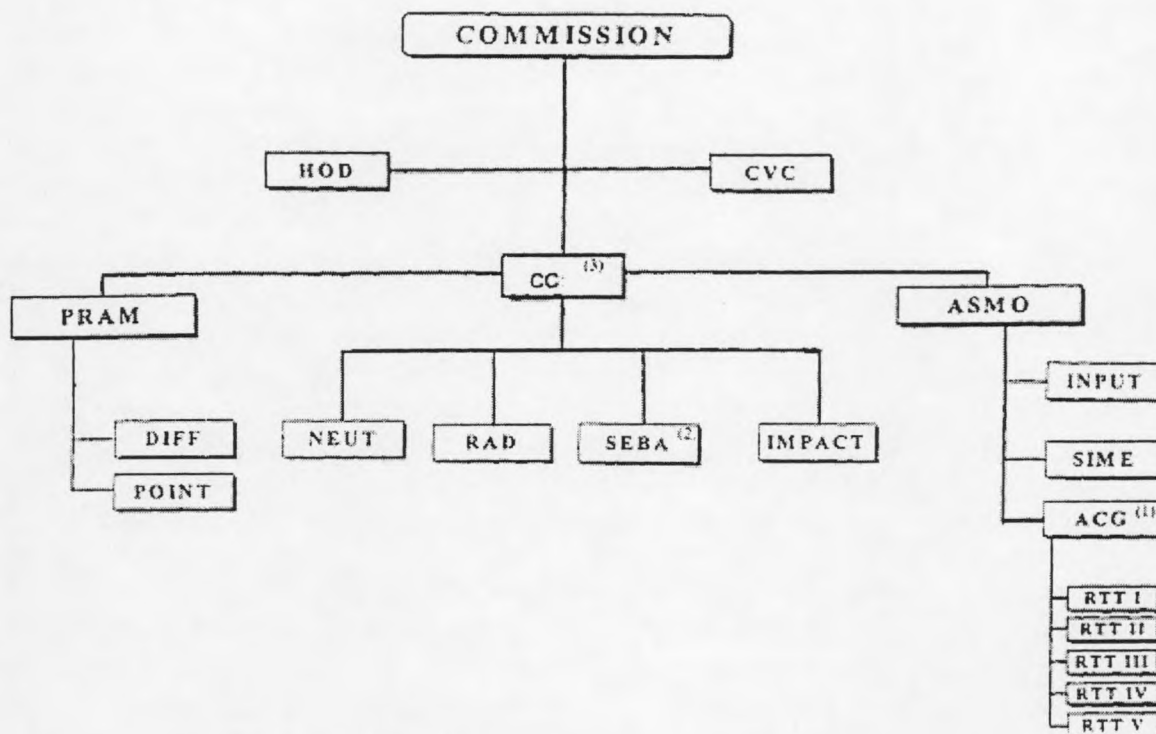 COMMISSION
HOD
CVC
CC (3)
PRAM
ASMO
INPUT
DIFF
NEUT
RAD
SEBA (2)
IMPACT
SIME
POINT
ACG (1)
RTT I
RTT II
RTT III
RTT IV
RTT V